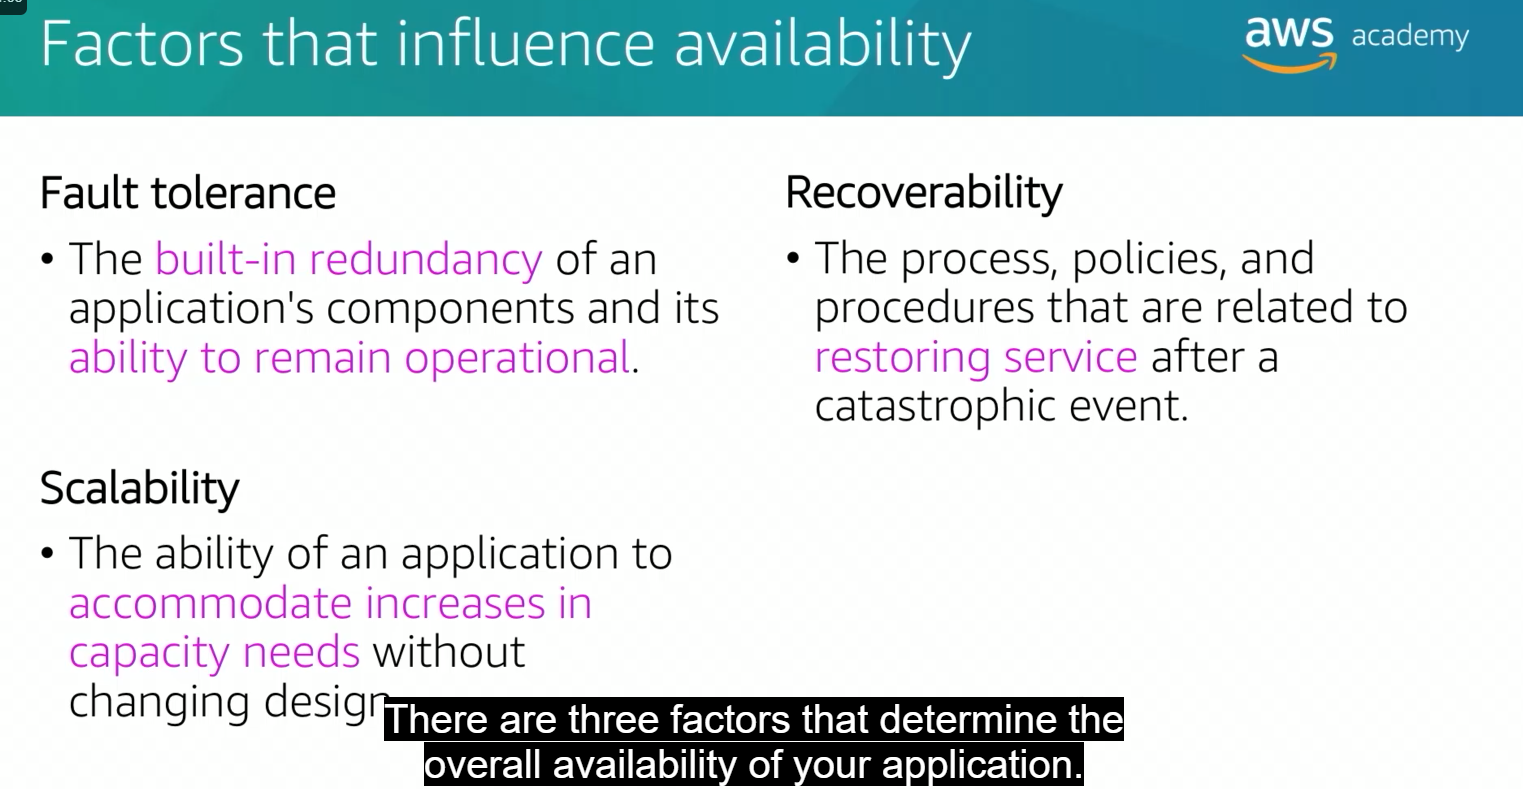 Factors that influence availability
aws academy
Fault tolerance
• The built-in redundancy of an
application's components and its
ability to remain operational.
Scalability
• The ability of an application to
accommodate increases in
capacity needs without
changing design
Recoverability
• The process, policies, and
procedures that are related to
restoring service after a
catastrophic event.
There are three factors that determine the
overall availability of your application.